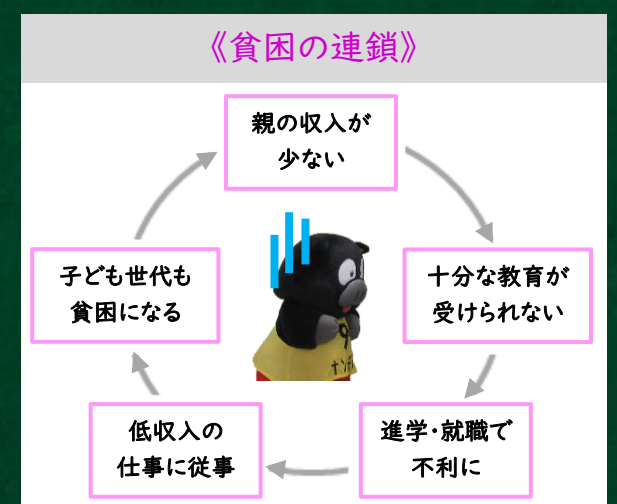 《貧困の連鎖》
親の収入が
少ない
十分な教育が
受けられない
進学・就職で
不利に
低収入の
仕事に従事
子ども世代も
貧困になる